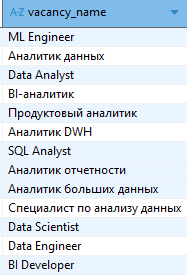 A-Z vacancy_name
ML Engineer
Аналитик данных
Data Analyst
BI-аналитик
Продуктовый аналитик
Аналитик DWH
SQL Analyst
Аналитик отчетности
Аналитик больших данных
Специалист по анализу данных
Data Scientist
Data Engineer
BI Developer